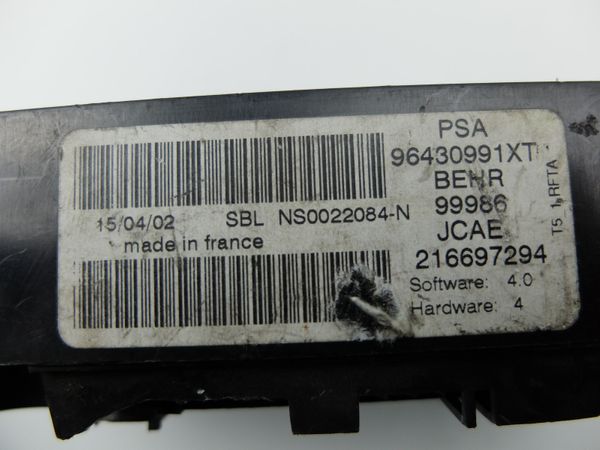 15/04/02 SBL NS0022084-N
made in france
PSA
96430991XT
BEHR
99986
JCAE
216697294
Software: 4.0
Hardware: 4
T5 1 RFTA